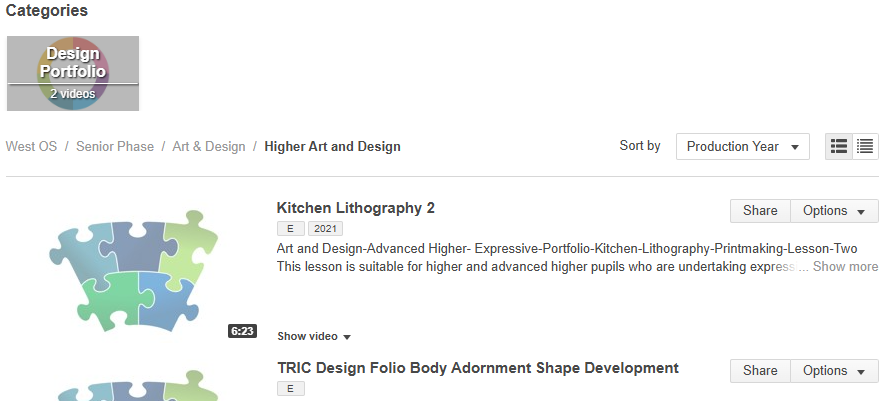 Categories
Design
Portfolio
2 videos
West OS / Senior Phase / Art & Design / Higher Art and Design
Sort by
Production Year
Kitchen Lithography 2
Share
Options
E
2021
Art and Design-Advanced Higher- Expressive-Portfolio-Kitchen-Lithography-Printmaking-Lesson-Two
This lesson is suitable for higher and advanced higher pupils who are undertaking express ... Show more
6:23
Show video
TRIC Design Folio Body Adornment Shape Development
Share
Options
E